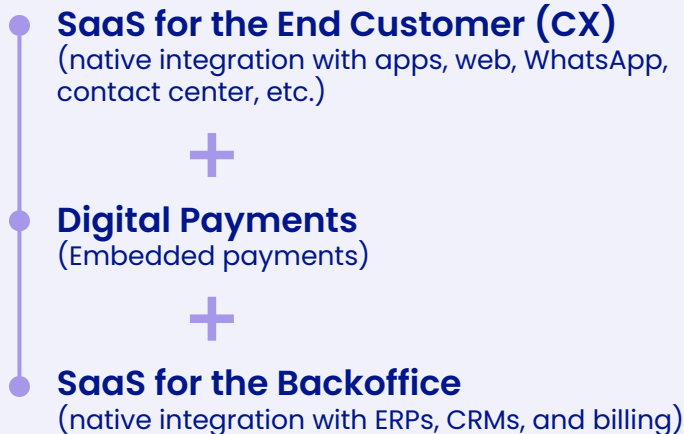 SaaS for the End Customer (CX)
(native integration with apps, web, WhatsApp,
contact center, etc.)
+
Digital Payments
(Embedded payments)
+
SaaS for the Backoffice
(native integration with ERPs, CRMs, and billing)